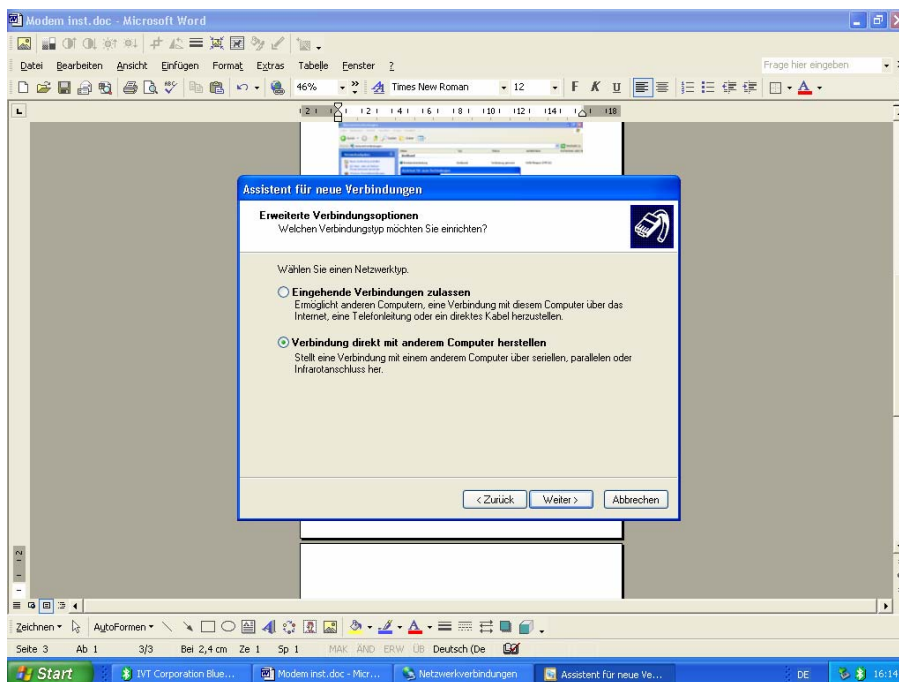 Modem inst.doc - Microsoft Word
Datei Bearbeiten Ansicht Einfügen Format Extras Tabelle Fenster ?
Frage hier eingeben
46% Times New Roman 12 F K U
Assistent für neue Verbindungen
Erweiterte Verbindungsoptionen
Welchen Verbindungstyp möchten Sie einrichten?
Wählen Sie einen Netzwerktyp.
Eingehende Verbindungen zulassen
Ermöglicht anderen Computern, eine Verbindung mit diesem Computer über das
Internet, eine Telefonleitung oder ein direktes Kabel herzustellen.
Verbindung direkt mit anderem Computer herstellen
Stellt eine Verbindung mit einem anderen Computer über seriellen, parallelen oder
Infrarotanschluss her.
< Zurück Weiter > Abbrechen
Zeichnen AutoFormen
Seite 3 Ab 1 3/3 Bei 2,4 cm Ze 1 Sp 1 MAK ÄND ERW ÜB Deutsch (De
Start IVT Corporation Blue... Modem inst.doc - Micr... Netzwerkverbindungen Assistent für neue Ve... DE 16:14